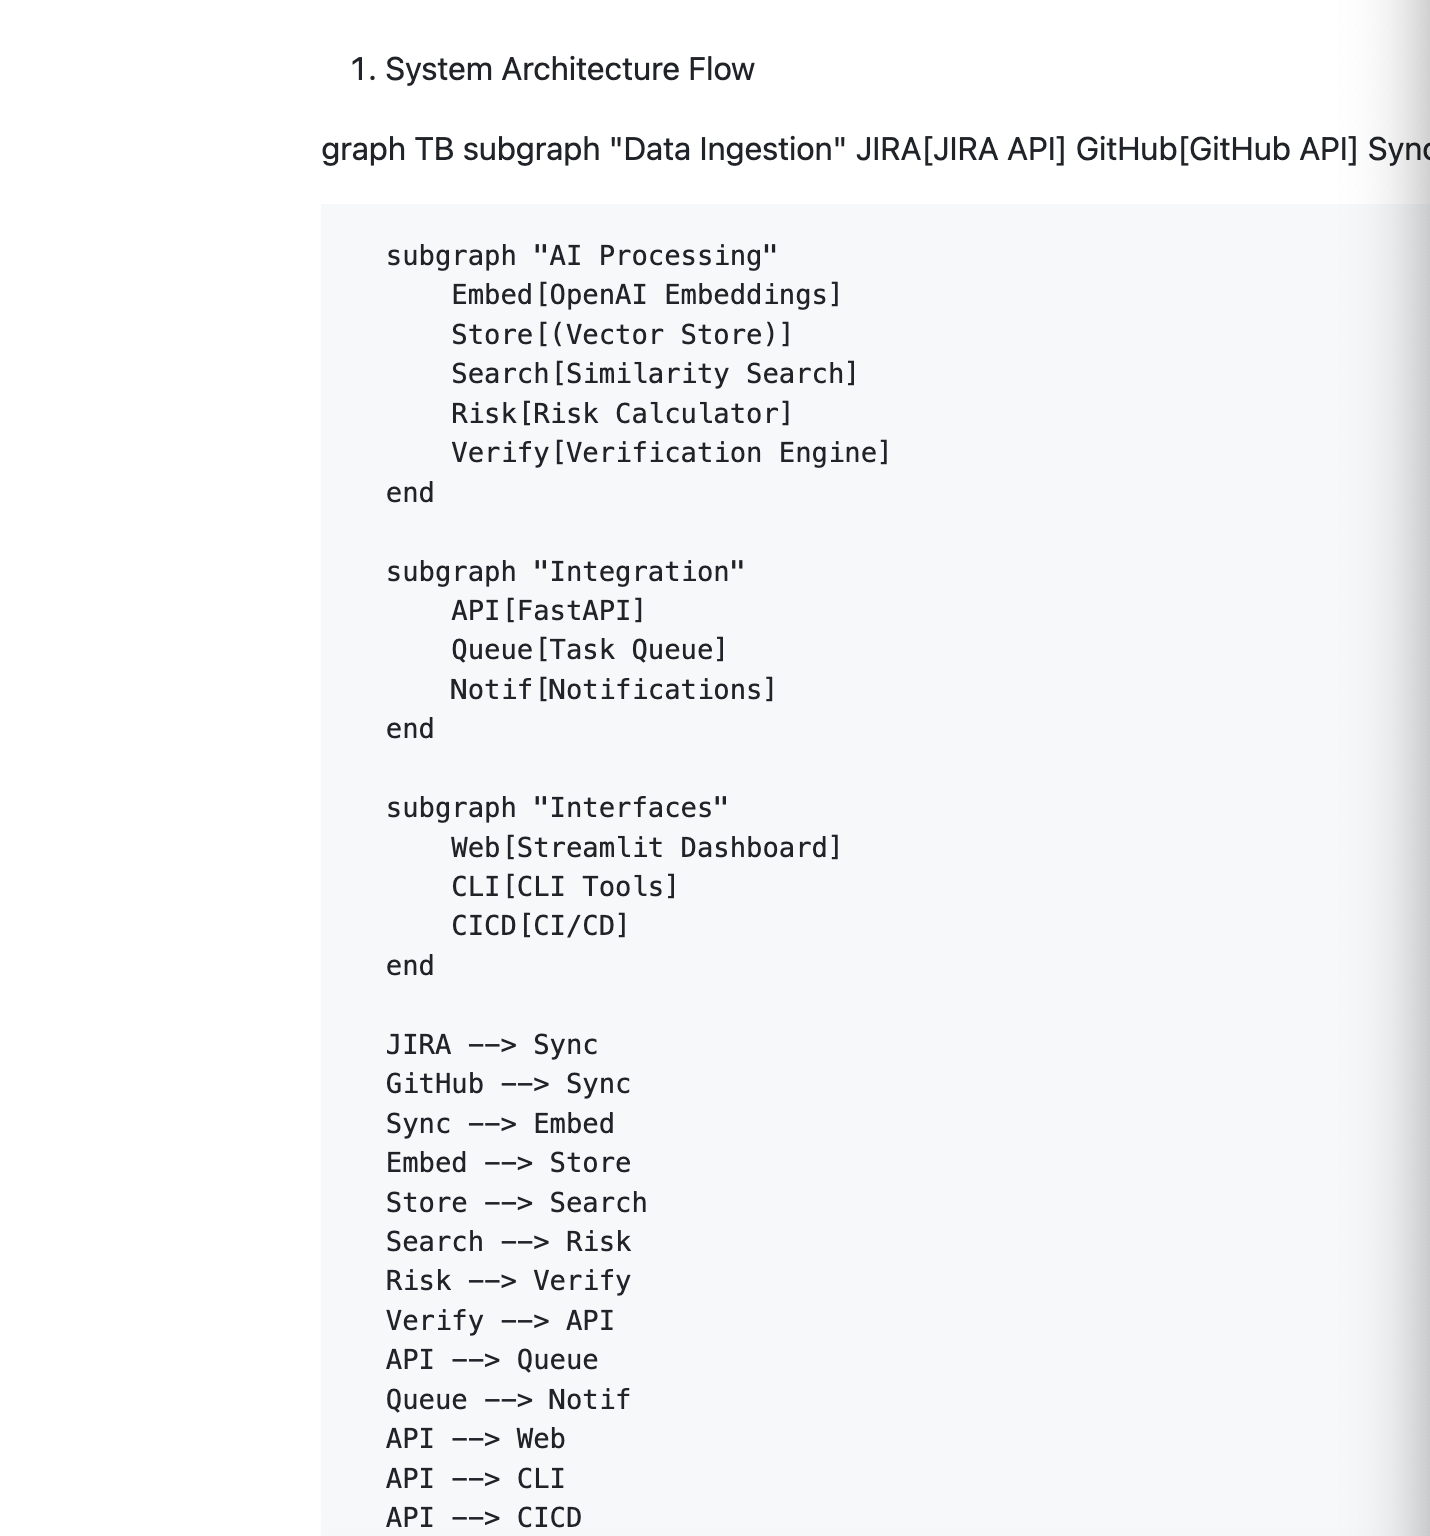 1. System Architecture Flow
graph TB subgraph "Data Ingestion" JIRA[JIRA API] GitHub[GitHub API] Sync
subgraph "AI Processing"
    Embed[OpenAI Embeddings]
    Store[(Vector Store)]
    Search[Similarity Search]
    Risk[Risk Calculator]
    Verify[Verification Engine]
end
subgraph "Integration"
    API[FastAPI]
    Queue[Task Queue]
    Notif[Notifications]
end
subgraph "Interfaces"
    Web[Streamlit Dashboard]
    CLI[CLI Tools]
    CICD[CI/CD]
end
JIRA --> Sync
GitHub --> Sync
Sync --> Embed
Embed --> Store
Store --> Search
Search --> Risk
Risk --> Verify
Verify --> API
API --> Queue
Queue --> Notif
API --> Web
API --> CLI
API --> CICD